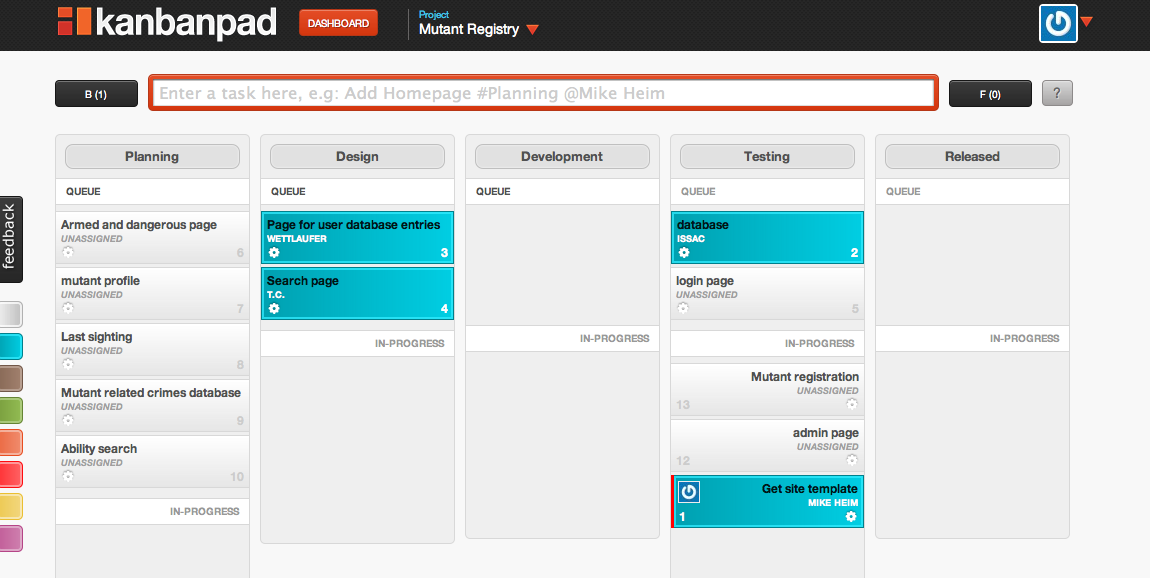 kanbanpad
DASHBOARD
Project
Mutant Registry
B (1)
Enter a task here, e.g: Add Homepage #Planning @Mike Heim
F (0)
?
feedback
Planning
QUEUE
Armed and dangerous page
UNASSIGNED
6
mutant profile
UNASSIGNED
7
Last sighting
UNASSIGNED
8
Mutant related crimes database
UNASSIGNED
9
Ability search
UNASSIGNED
10
IN-PROGRESS
Design
QUEUE
Page for user database entries
WETTLAUFER
3
Search page
T.C.
4
IN-PROGRESS
Development
QUEUE
IN-PROGRESS
Testing
QUEUE
database
ISSAC
2
login page
UNASSIGNED
5
IN-PROGRESS
Mutant registration
UNASSIGNED
13
admin page
UNASSIGNED
12
Get site template
MIKE HEIM
1
Released
QUEUE
IN-PROGRESS